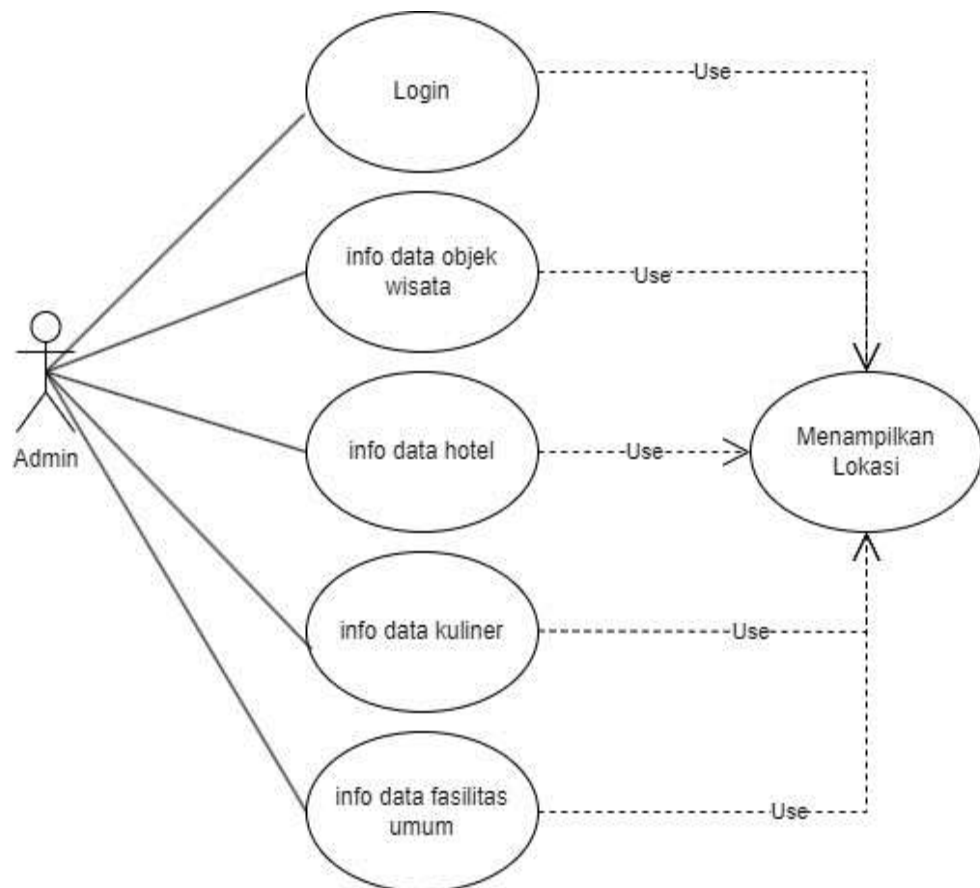 Login
Use
info data objek
wisata
Use
Admin
info data hotel
Use
Menampilkan
Lokasi
info data kuliner
Use
info data fasilitas
umum
Use